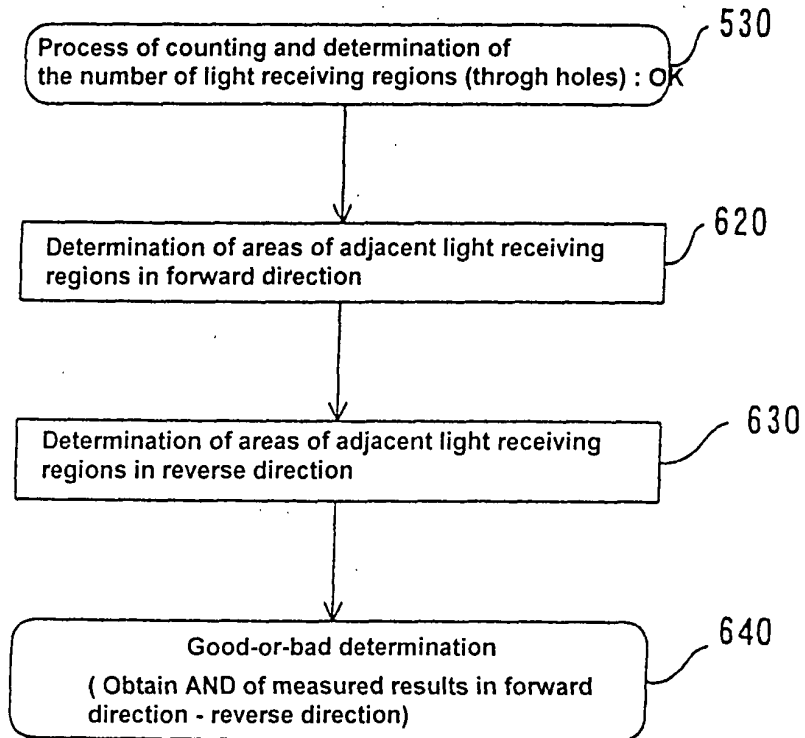 530
Process of counting and determination of
the number of light receiving regions (throgh holes) : OK
620
Determination of areas of adjacent light receiving
regions in forward direction
630
Determination of areas of adjacent light receiving
regions in reverse direction
640
Good-or-bad determination
( Obtain AND of measured results in forward
direction - reverse direction)